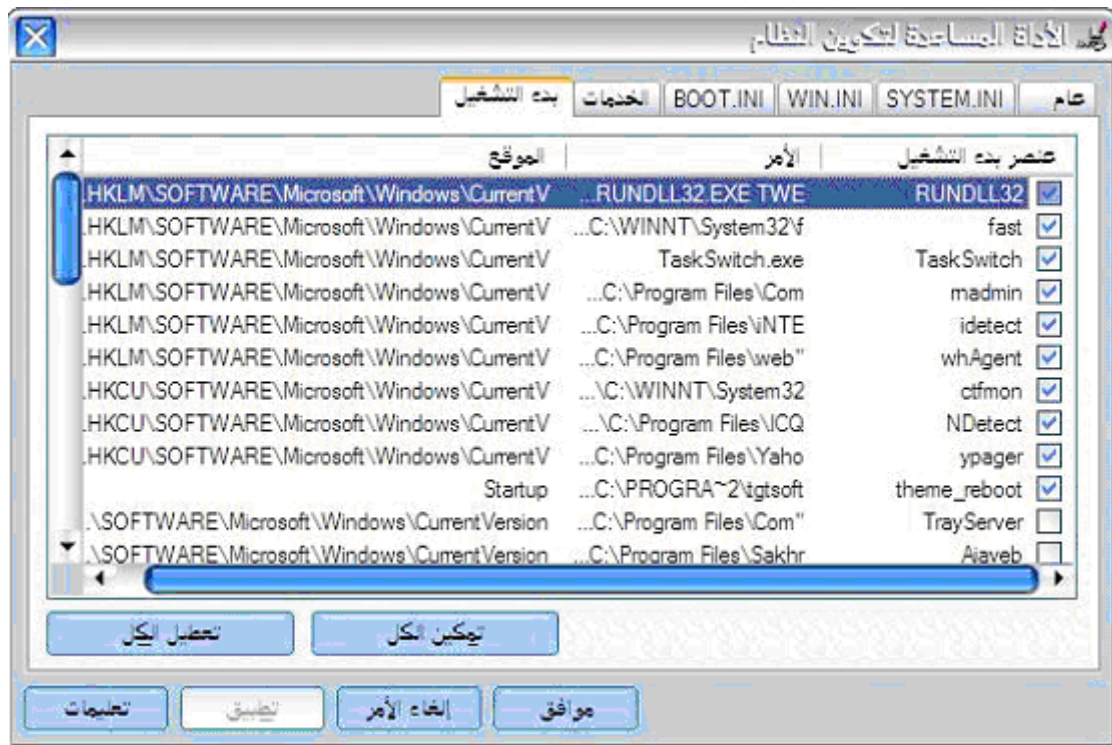 الأداة المساعدة لتكوين النظام
عام SYSTEM.INI WIN.INI BOOT.INI الخدمات بدء التشغيل
عنصر بدء التشغيل الأمر الموقع
RUNDLL32 RUNDLL32.EXE TWE... HKLM\SOFTWARE\Microsoft\Windows\CurrentV.
fast C:\WINNT\System32\f... HKLM\SOFTWARE\Microsoft\Windows\CurrentV.
TaskSwitch TaskSwitch.exe HKLM\SOFTWARE\Microsoft\Windows\CurrentV.
madmin C:\Program Files\Com... HKLM\SOFTWARE\Microsoft\Windows\CurrentV.
idetect C:\Program Files\iNTE... HKLM\SOFTWARE\Microsoft\Windows\CurrentV.
whAgent "C:\Program Files\web... HKLM\SOFTWARE\Microsoft\Windows\CurrentV.
ctfmon C:\WINNT\System32\... HKCU\SOFTWARE\Microsoft\Windows\CurrentV.
NDetect C:\Program Files\ICQ\... HKCU\SOFTWARE\Microsoft\Windows\CurrentV.
ypager C:\Program Files\Yaho... HKCU\SOFTWARE\Microsoft\Windows\CurrentV.
theme_reboot C:\PROGRA~2\tgtsoft... Startup
TrayServer "C:\Program Files\Com... SOFTWARE\Microsoft\Windows\CurrentVersion\.
Ajaveb C:\Program Files\Sakhr... SOFTWARE\Microsoft\Windows\CurrentVersion\.
تمكين الكل تعطيل الكل
موافق إلغاء الأمر تطبيق تعليمات